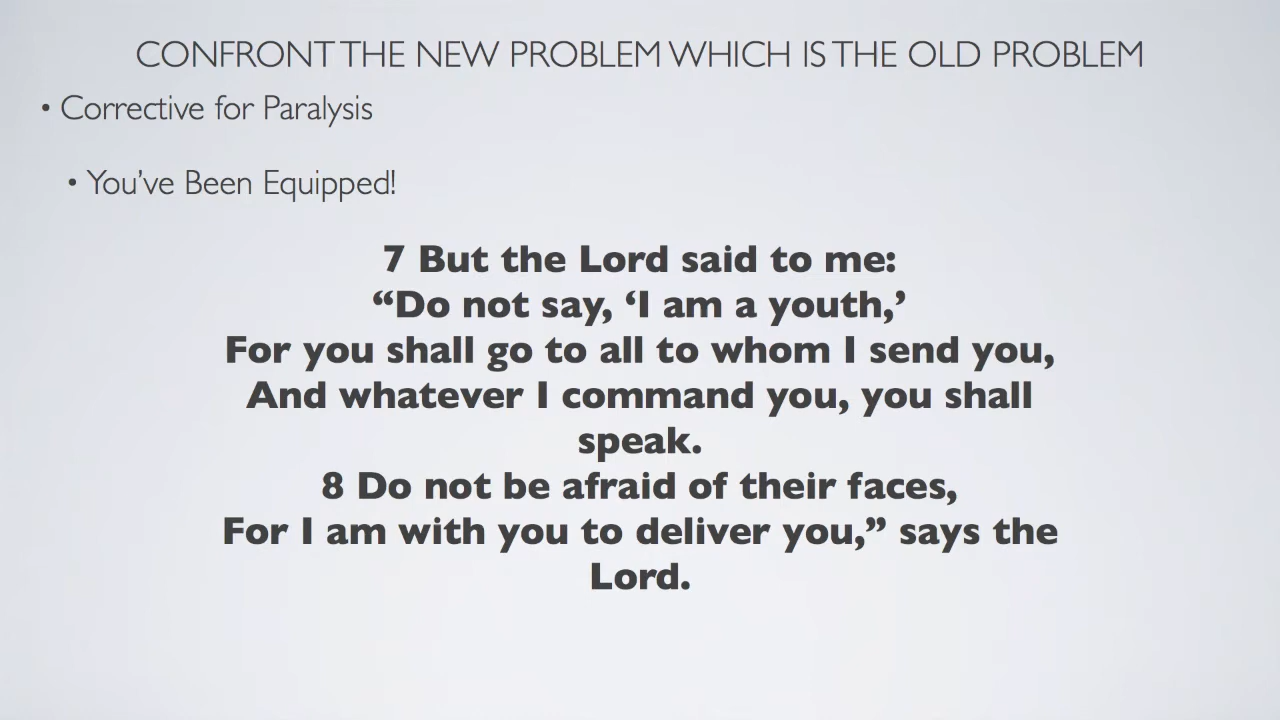 CONFRONT THE NEW PROBLEM WHICH IS THE OLD PROBLEM
• Corrective for Paralysis
• You’ve Been Equipped!
7 But the Lord said to me:
“Do not say, ‘I am a youth,’
For you shall go to all to whom I send you,
And whatever I command you, you shall
speak.
8 Do not be afraid of their faces,
For I am with you to deliver you,” says the
Lord.